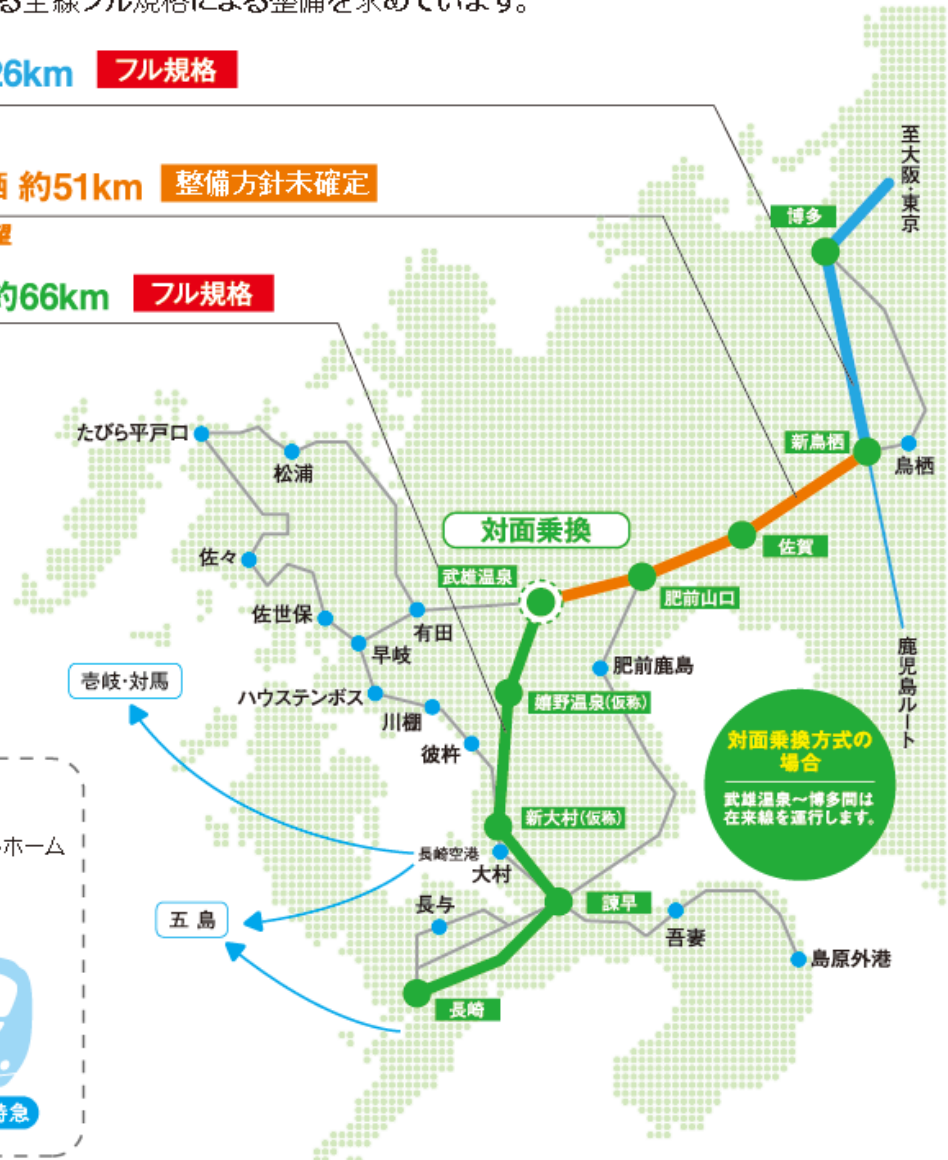 る全線フル規格による整備を求めています。
26km フル規格
約51km 整備方針未確定
約66km フル規格
至大阪・東京
博多
新鳥栖
鳥栖
佐賀
肥前山口
対面乗換
武雄温泉
たびら平戸口
松浦
佐々
佐世保
有田
早岐
ハウステンボス
川棚
彼杵
肥前鹿島
嬉野温泉(仮称)
鹿児島ルート
壱岐・対馬
対面乗換方式の
場合
武雄温泉〜博多間は
在来線を運行します。
新大村(仮称)
長崎空港
大村
ホーム
五島
長与
諫早
吾妻
島原外港
長崎
特急